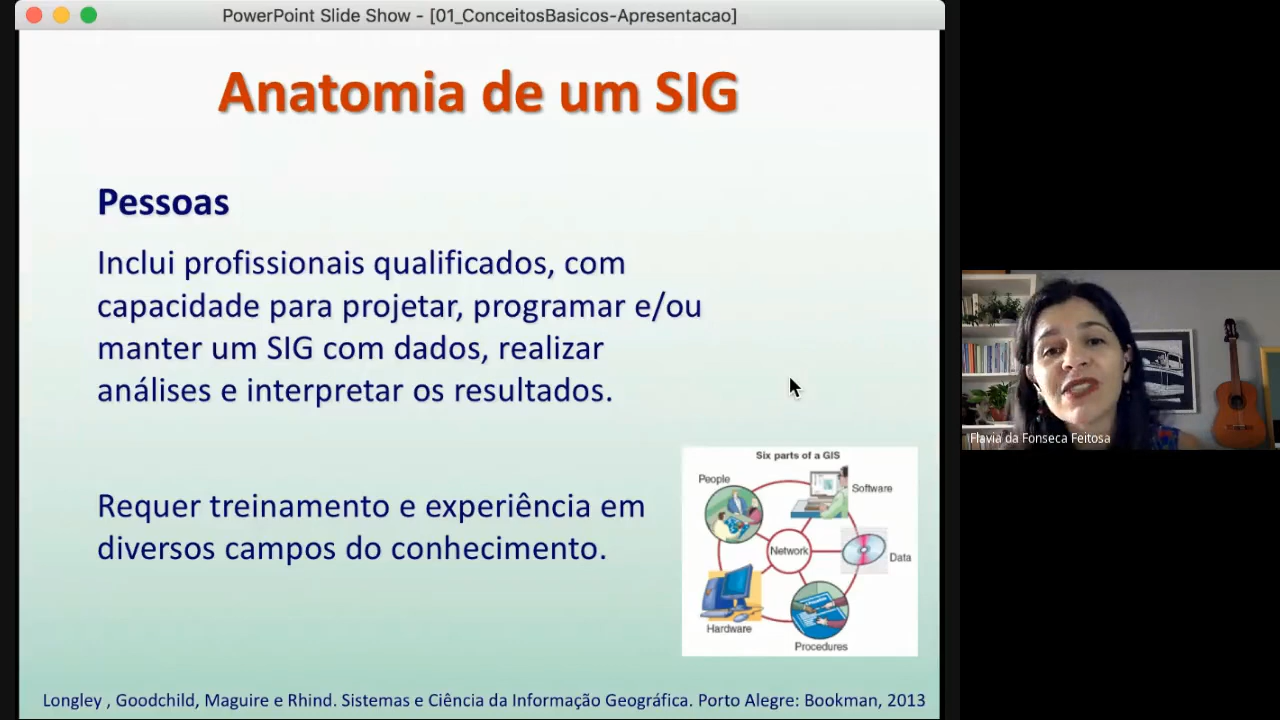 PowerPoint Slide Show - [01_ConceitosBasicos-Apresentacao]
Anatomia de um SIG
Pessoas
Inclui profissionais qualificados, com
capacidade para projetar, programar e/ou
manter um SIG com dados, realizar
análises e interpretar os resultados.
Requer treinamento e experiência em
diversos campos do conhecimento.
Six parts of a GIS
People
Software
Network
Data
Hardware
Procedures
Longley , Goodchild, Maguire e Rhind. Sistemas e Ciência da Informação Geográfica. Porto Alegre: Bookman, 2013
Flavia da Fonseca Feitosa